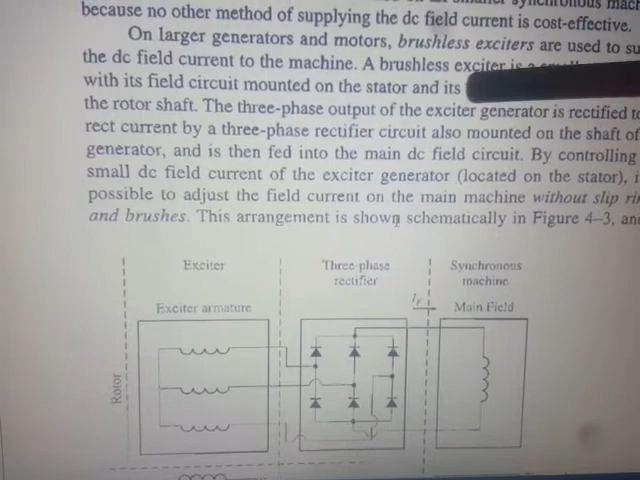 because no other method of supplying the dc field current is cost-effective.
On larger generators and motors, brushless exciters are used to su
the dc field current to the machine. A brushless exciter is a
with its field circuit mounted on the stator and its
the rotor shaft. The three-phase output of the exciter generator is rectified to
rect current by a three-phase rectifier circuit also mounted on the shaft of
generator, and is then fed into the main dc field circuit. By controlling
small dc field current of the exciter generator (located on the stator), i
possible to adjust the field current on the main machine without slip rin
and brushes. This arrangement is shown schematically in Figure 4–3, and
Exciter
Three-phase
rectifier
Synchronous
machine
Exciter armature
I_F
Main Field
Rotor